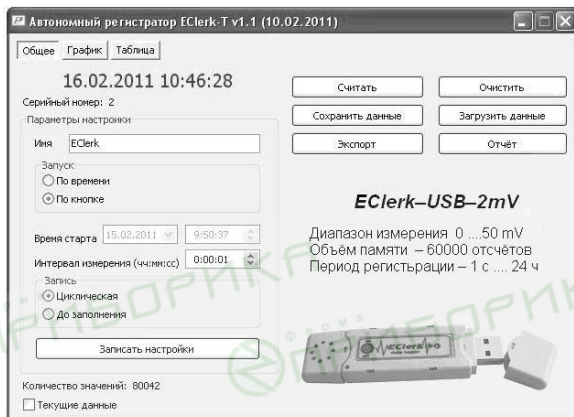 Автономный регистратор EClerk-T v1.1 (10.02.2011)
Общее График Таблица
16.02.2011 10:46:28
Серийный номер: 2
Параметры настройки
Имя EClerk
Запуск
По времени
По кнопке
Время старта 15.02.2011 9:50:37
Интервал измерения (чч:мм:сс) 0:00:01
Запись
Циклическая
До заполнения
Записать настройки
Количество значений: 80042
Текущие данные
Считать Очистить
Сохранить данные Загрузить данные
Экспорт Отчёт
EClerk–USB–2mV
Диапазон измерения 0 ....50 mV
Объём памяти – 60000 отсчётов
Период регистьрации – 1 с .... 24 ч
EClerk
фирма
ПРИБОРИКА